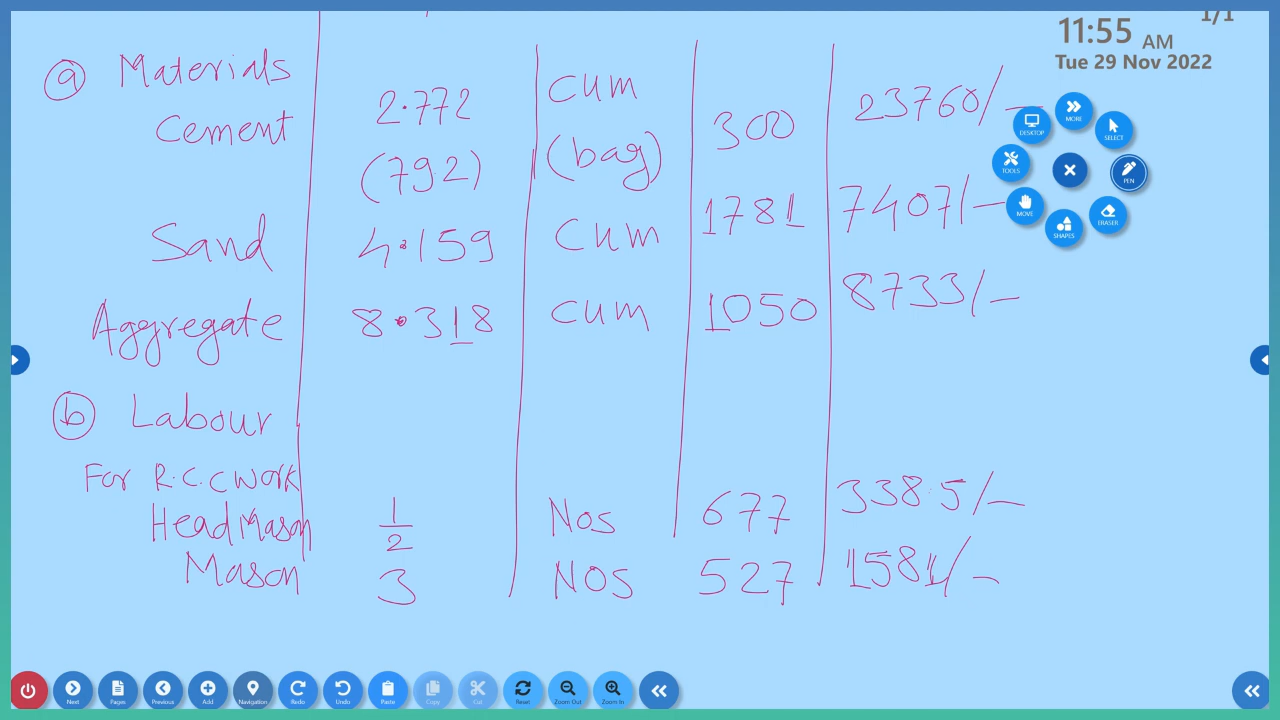 1/1
11:55 AM
Tue 29 Nov 2022
ⓐ Materials
Cement 2.772 cum 300 23760/-
(79.2) (bag)
Sand 4.159 cum 1781 7407/-
Aggregate 8.318 cum 1050 8733/-
ⓑ Labour
For R.C.C work
Head Mason 1/2 Nos 677 338.5/-
Mason 3 NOS 527 1581/-
MORE
DESKTOP
SELECT
TOOLS
PEN
MOVE
ERASER
SHAPES
Next Pages Previous Add Navigation Redo Undo Paste Copy Cut Reset Zoom Out Zoom In